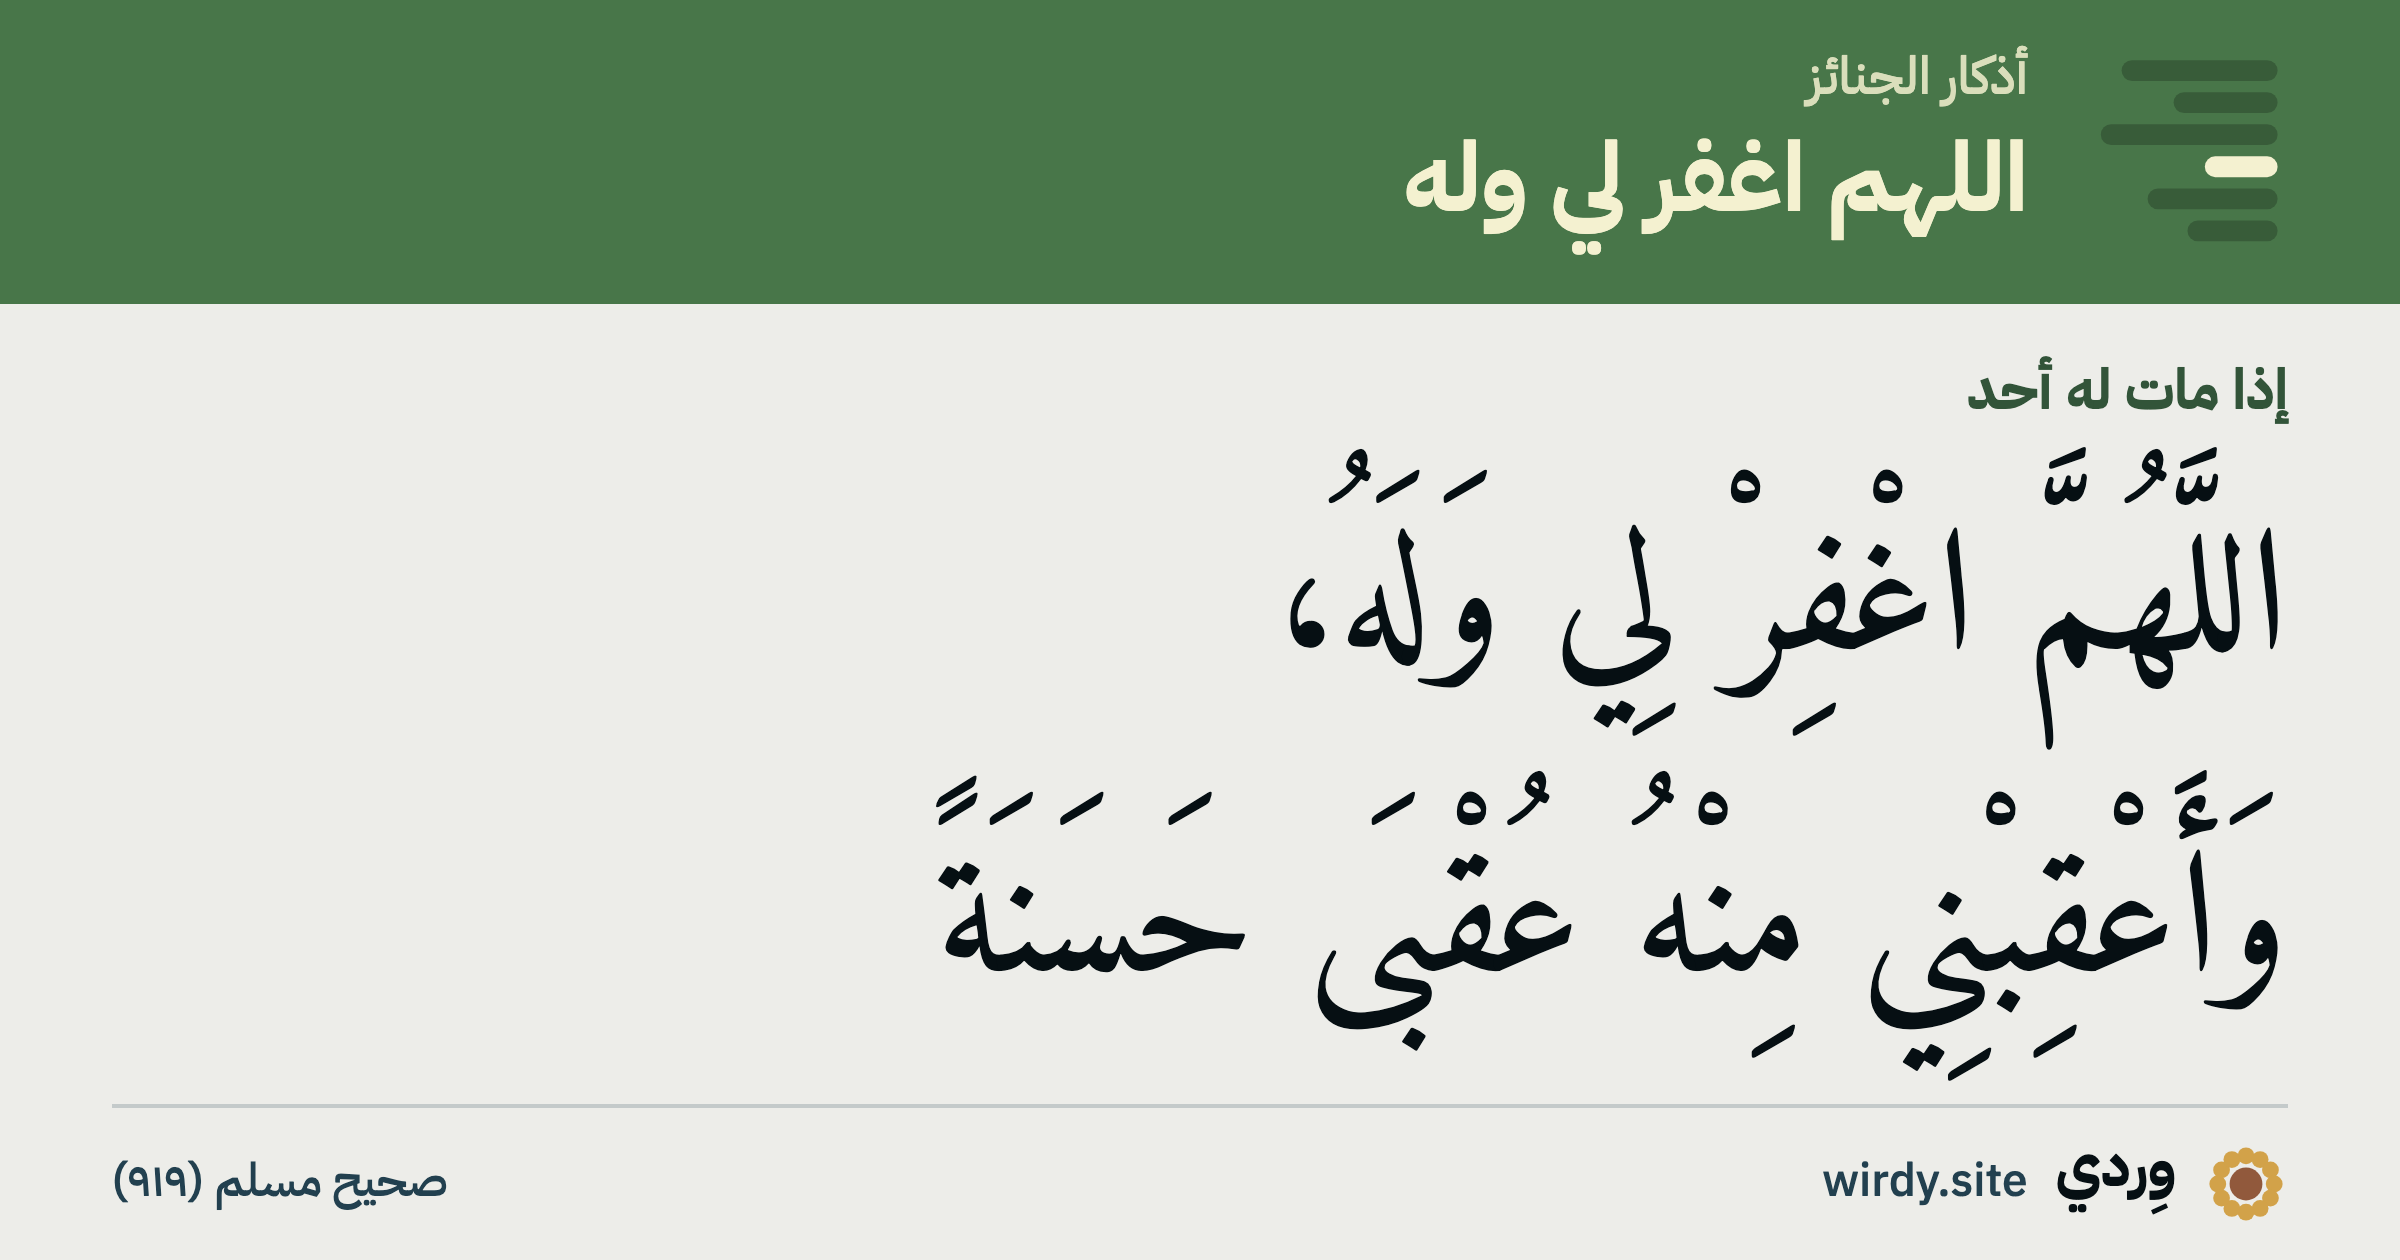 أذكار الجنائز
اللهم اغفر لي وله
إذا مات له أحد
اللَّهُمَّ اغْفِرْ لِي وَلَهُ،
وَأَعْقِبْنِي مِنْهُ عُقْبَى حَسَنَةً
وِردي wirdy.site
صحيح مسلم (٩١٩)